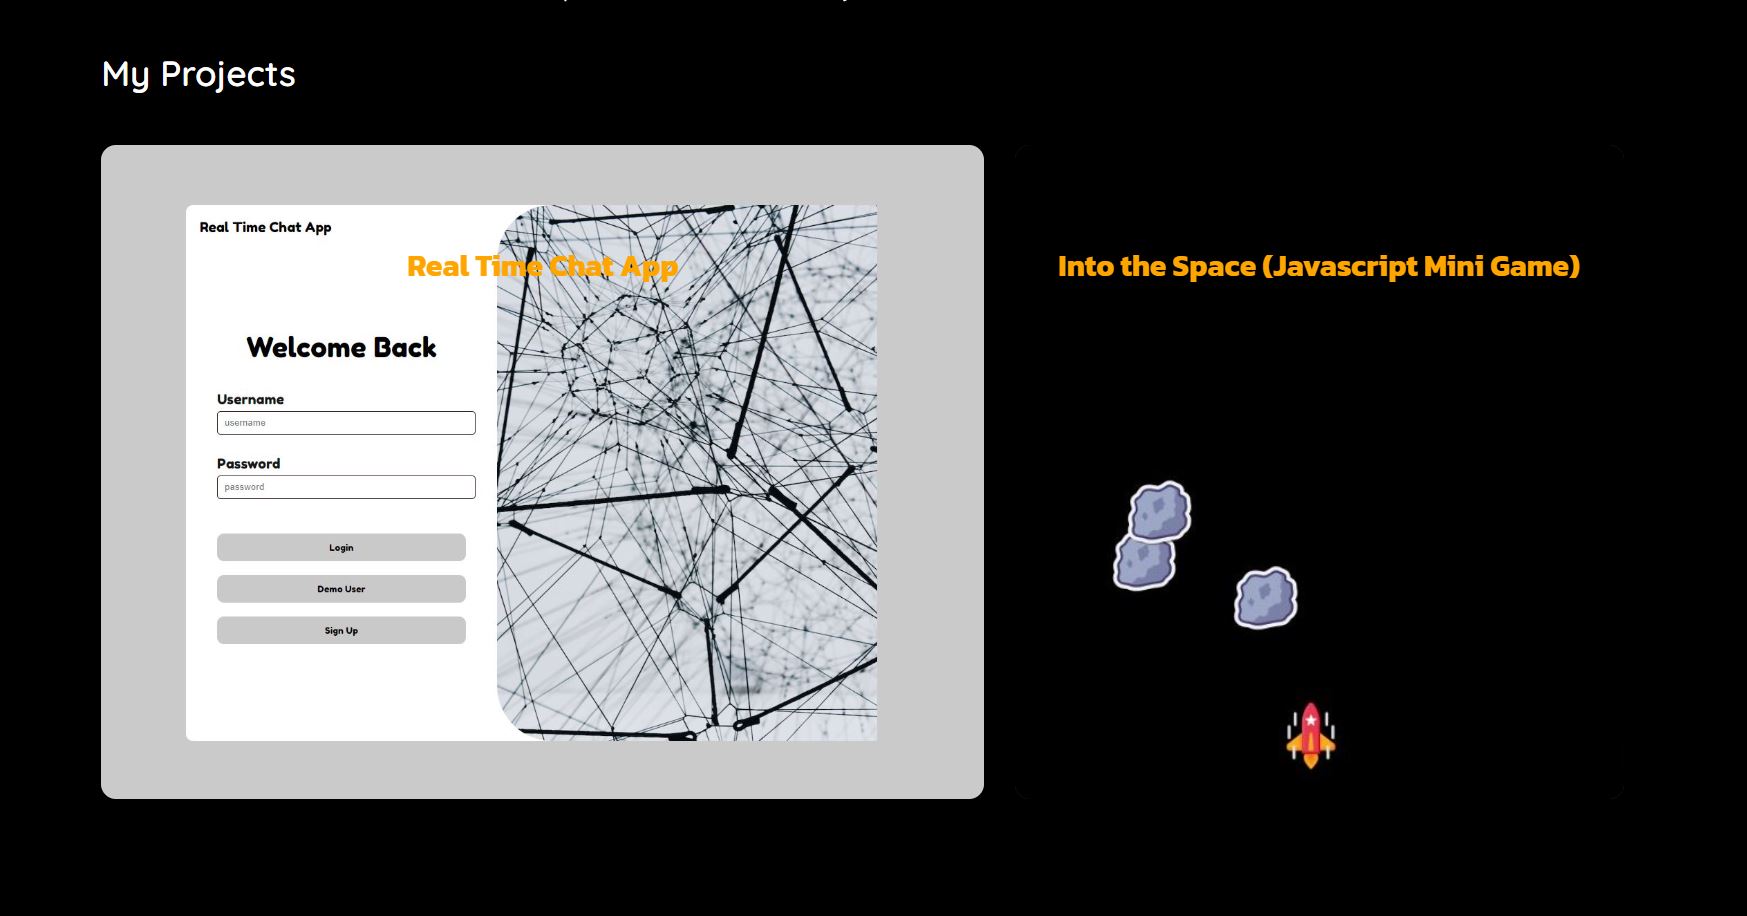 My Projects
Real Time Chat App
Real Time Chat App
Welcome Back
Username
username
Password
password
Login
Demo User
Sign Up
Into the Space (Javascript Mini Game)